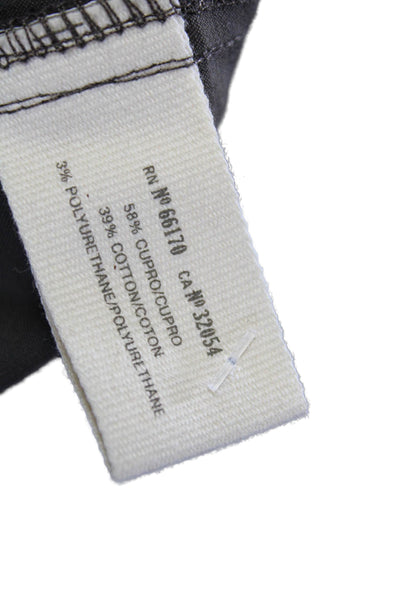 RN Nº 66170 CA Nº 32054
58% CUPRO/CUPRO
39% COTTON/COTON
3% POLYURETHANE/POLYURETHANE